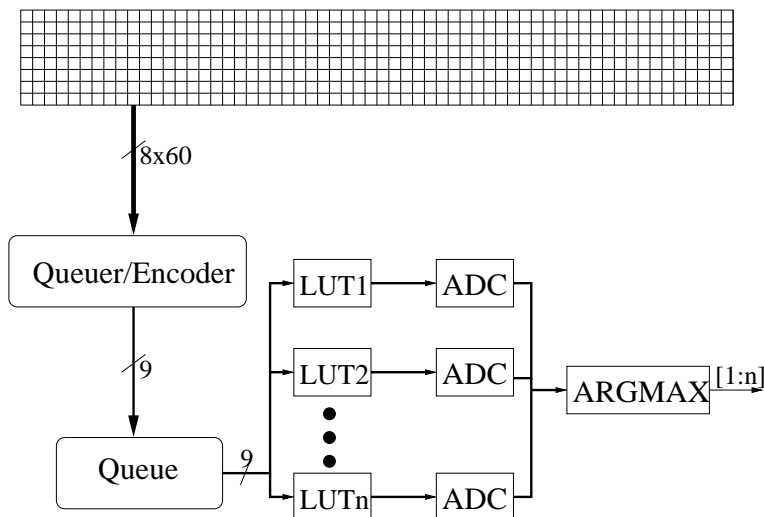 8x60
Queuer/Encoder
9
Queue
9
LUT1
ADC
LUT2
ADC
LUTn
ADC
ARGMAX
[1:n]